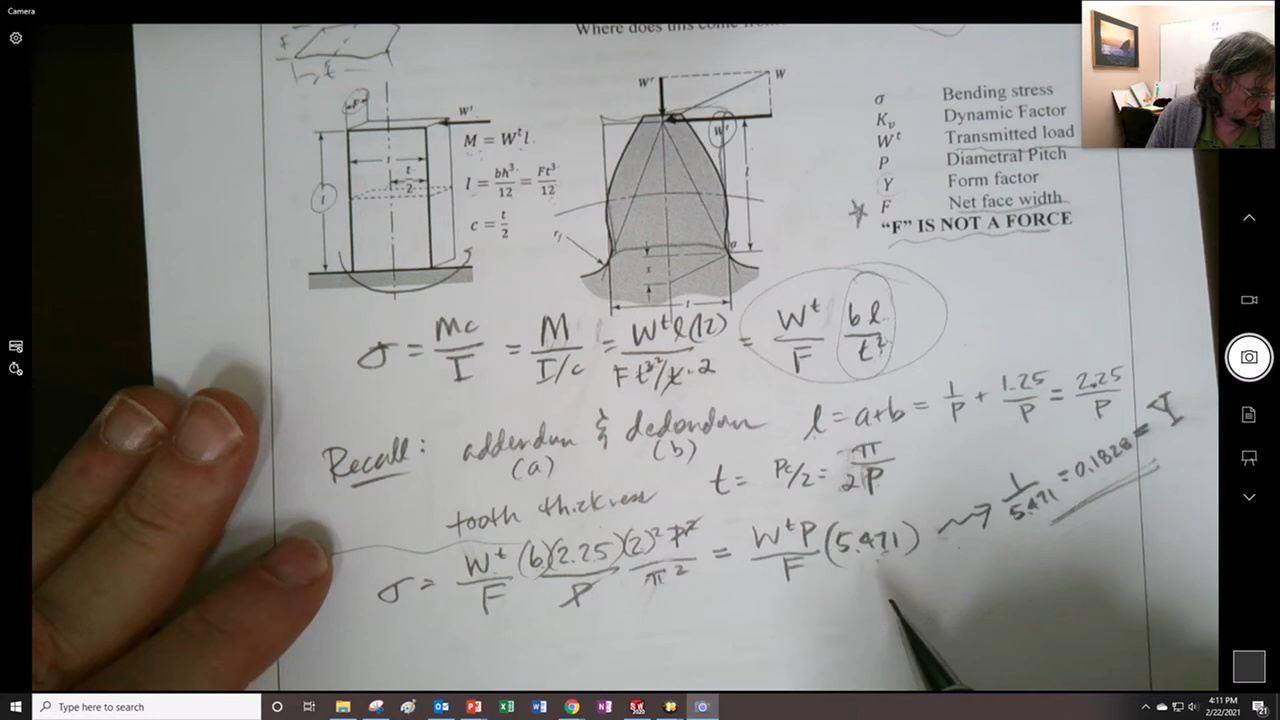 Camera
Where does this come from
"F"
W^t
M = W^t l
l
t
t/2
I = bh³/12 = Ft³/12
c = t/2
W^r
W
W^t
l
r_f
x
a
t
σ Bending stress
K_v Dynamic Factor
W^t Transmitted load
P Diametral Pitch
Y Form factor
F Net face width
"F" IS NOT A FORCE
σ = Mc/I = M/(I/c) = W^t l(12)/(F t³/t · 2) = W^t/F 6l/t²
Recall: addendum & dedendum l = a+b = 1/P + 1.25/P = 2.25/P
(a) (b)
tooth thickness t = Pc/2 = π/2P
σ = W^t/F (6)(2.25)/P (2)² P²/π² = W^t P/F (5.471) ⇝ 1/5.471 = 0.1828 = Y
Type here to search
4:11 PM
2/22/2021
21